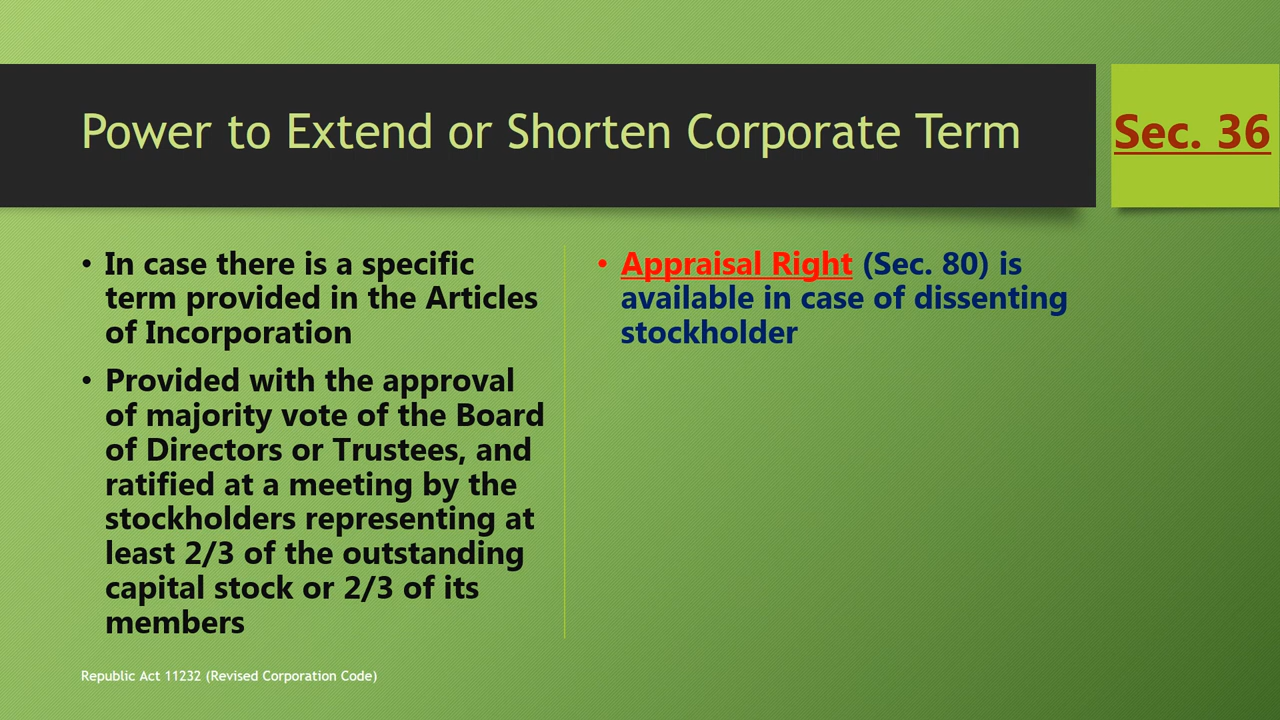 Power to Extend or Shorten Corporate Term
Sec. 36
• In case there is a specific
term provided in the Articles
of Incorporation
• Provided with the approval
of majority vote of the Board
of Directors or Trustees, and
ratified at a meeting by the
stockholders representing at
least 2/3 of the outstanding
capital stock or 2/3 of its
members
• Appraisal Right (Sec. 80) is
available in case of dissenting
stockholder
Republic Act 11232 (Revised Corporation Code)